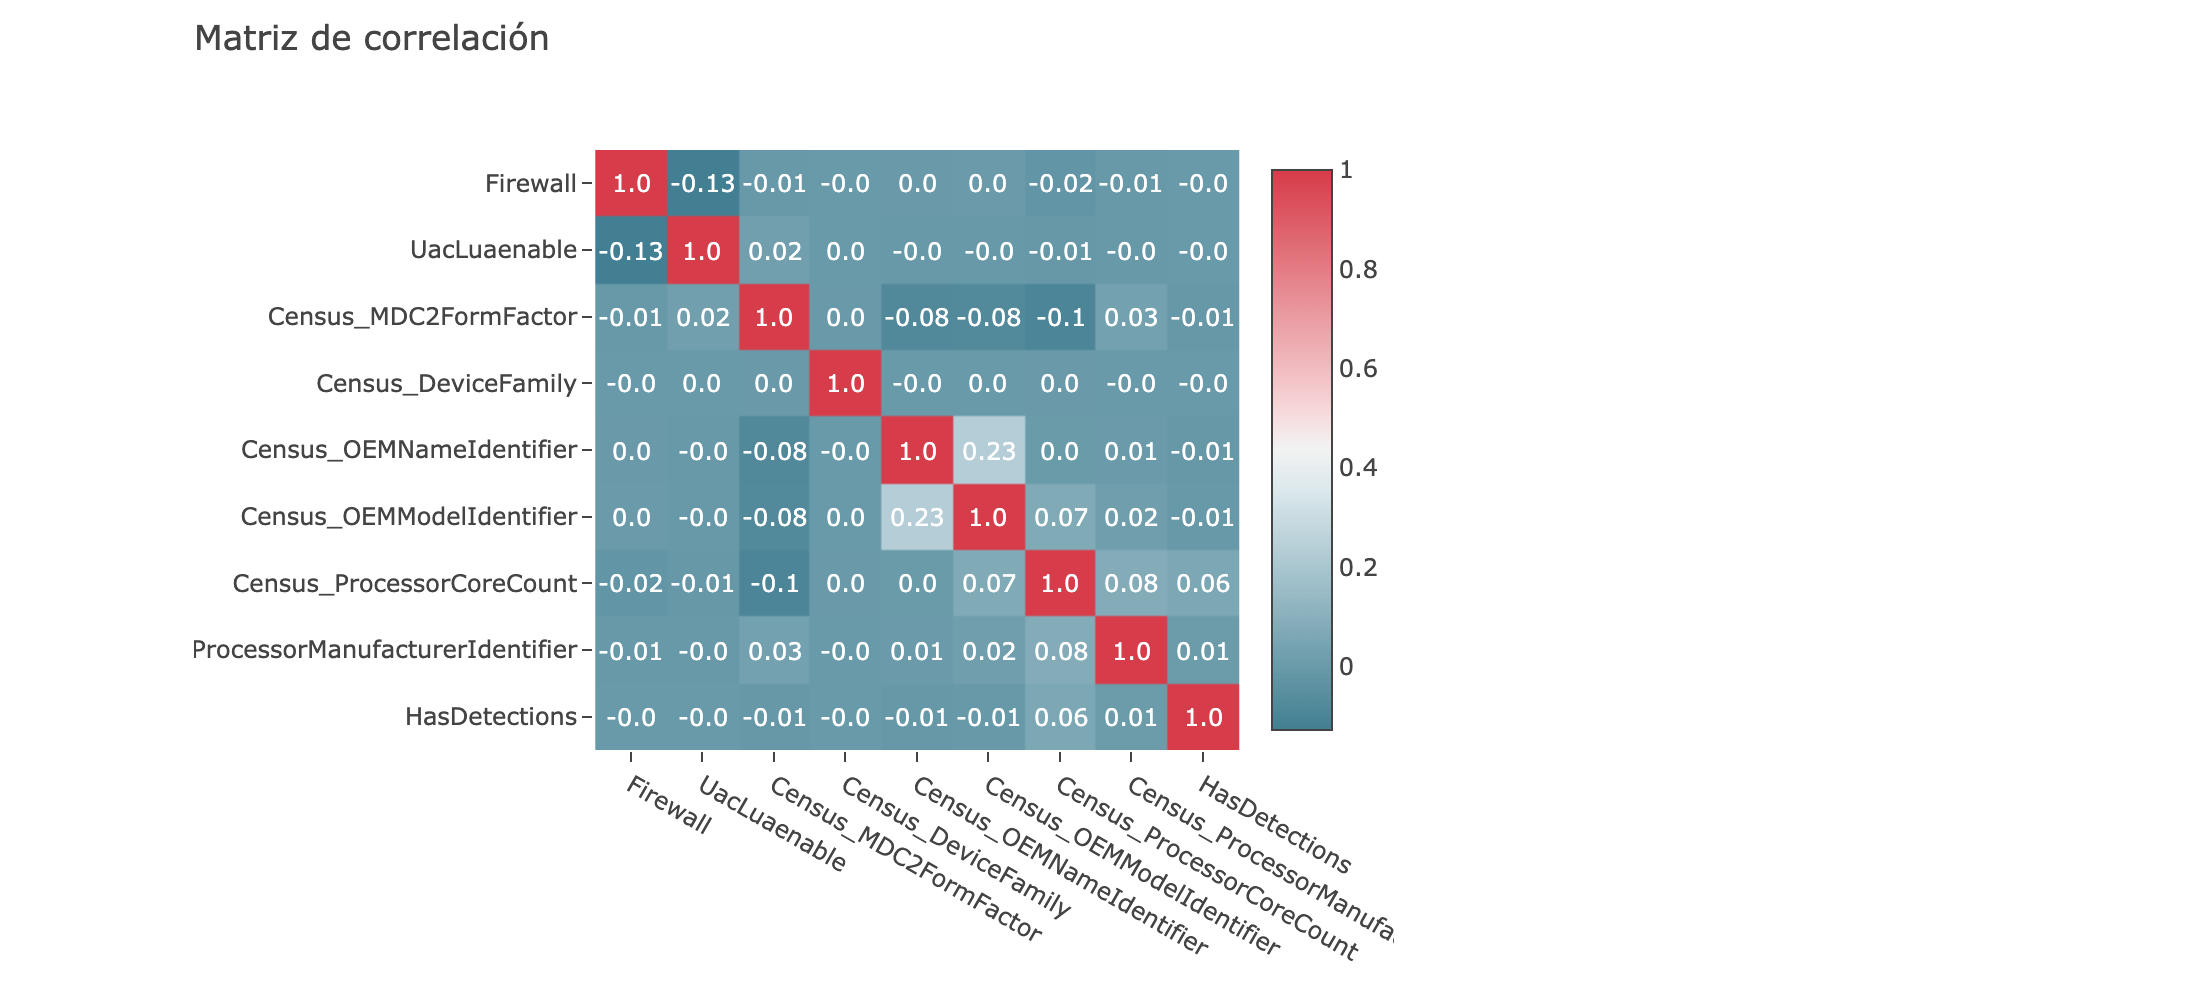 Matriz de correlación
Firewall 1.0 -0.13 -0.01 -0.0 0.0 0.0 -0.02 -0.01 -0.0
UacLuaenable -0.13 1.0 0.02 0.0 -0.0 -0.0 -0.01 -0.0 -0.0
Census_MDC2FormFactor -0.01 0.02 1.0 0.0 -0.08 -0.08 -0.1 0.03 -0.01
Census_DeviceFamily -0.0 0.0 0.0 1.0 -0.0 0.0 0.0 -0.0 -0.0
Census_OEMNameIdentifier 0.0 -0.0 -0.08 -0.0 1.0 0.23 0.0 0.01 -0.01
Census_OEMModelIdentifier 0.0 -0.0 -0.08 0.0 0.23 1.0 0.07 0.02 -0.01
Census_ProcessorCoreCount -0.02 -0.01 -0.1 0.0 0.0 0.07 1.0 0.08 0.06
ProcessorManufacturerIdentifier -0.01 -0.0 0.03 -0.0 0.01 0.02 0.08 1.0 0.01
HasDetections -0.0 -0.0 -0.01 -0.0 -0.01 -0.01 0.06 0.01 1.0
Firewall
UacLuaenable
Census_MDC2FormFactor
Census_DeviceFamily
Census_OEMNameIdentifier
Census_OEMModelIdentifier
Census_ProcessorCoreCount
Census_ProcessorManufa
HasDetections
1
0.8
0.6
0.4
0.2
0